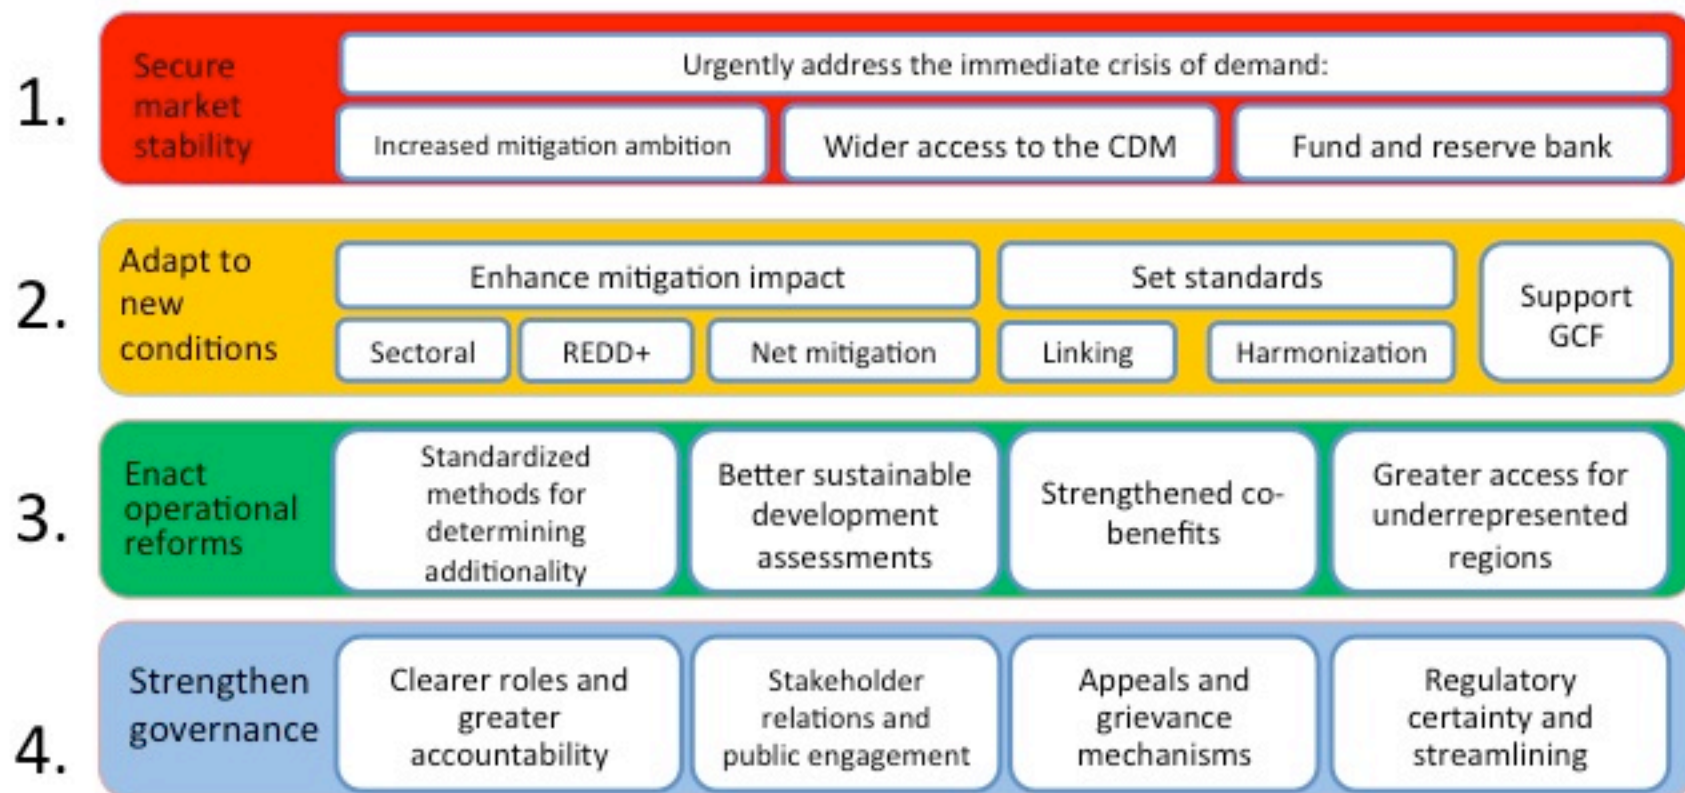 1.
Secure
market
stability
Urgently address the immediate crisis of demand:
Increased mitigation ambition
Wider access to the CDM
Fund and reserve bank
2.
Adapt to
new
conditions
Enhance mitigation impact
Sectoral
REDD+
Net mitigation
Set standards
Linking
Harmonization
Support
GCF
3.
Enact
operational
reforms
Standardized
methods for
determining
additionality
Better sustainable
development
assessments
Strengthened co-
benefits
Greater access for
underrepresented
regions
4.
Strengthen
governance
Clearer roles and
greater
accountability
Stakeholder
relations and
public engagement
Appeals and
grievance
mechanisms
Regulatory
certainty and
streamlining